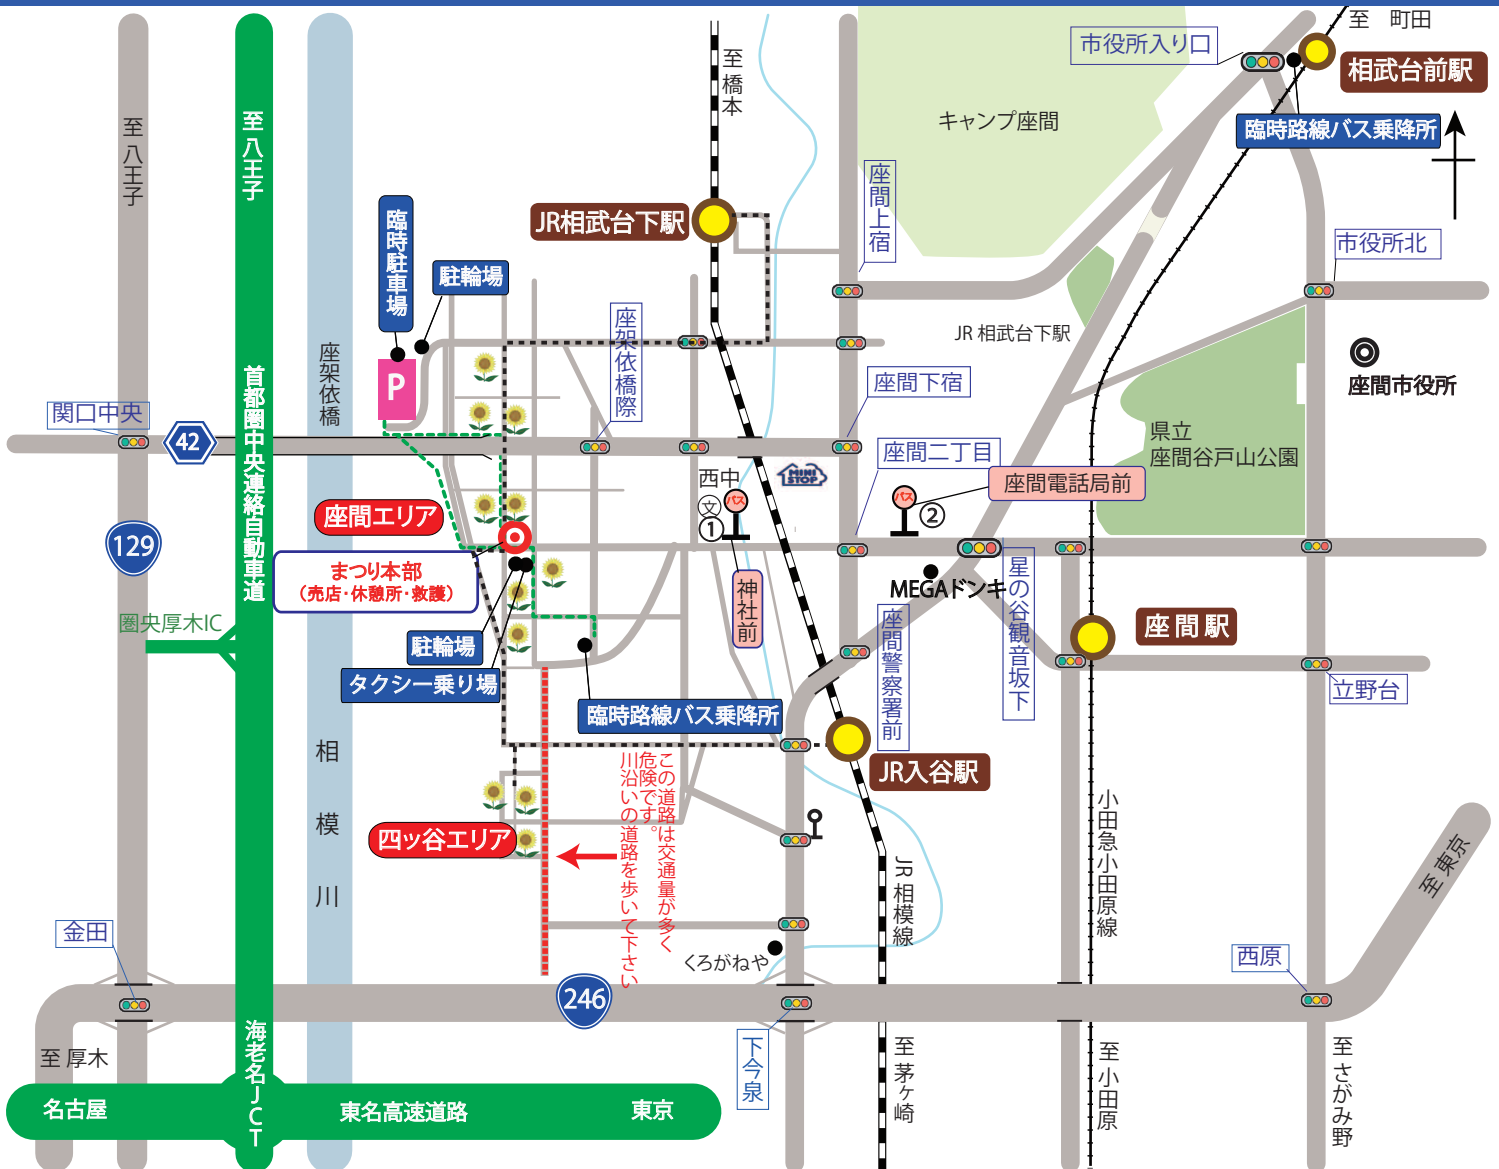 至 町田
市役所入り口
相武台前駅
至橋本
キャンプ座間
臨時路線バス乗降所
至八王子
至八王子
座間上宿
JR相武台下駅
臨時駐車場
駐輪場
市役所北
座架依橋
座架依橋際
JR 相武台下駅
座間市役所
P
首都圏中央連絡自動車道
座間下宿
関口中央
42
県立
座間谷戸山公園
座間二丁目
MINI
STOP
西中
座間電話局前
文
バス
①
バス
②
座間エリア
129
まつり本部
（売店・休憩所・救護）
神社前
MEGAドンキ
星の谷観音坂下
圏央厚木IC
座間警察署前
座間駅
駐輪場
タクシー乗り場
臨時路線バス乗降所
立野台
相模川
JR入谷駅
この道路は交通量が多く
危険です。
川沿いの道路を歩いて下さい
四ッ谷エリア
小田急小田原線
JR 相模線
至 東京
金田
くろがねや
西原
246
至 厚木
海老名JCT
下今泉
至 茅ヶ崎
至 小田原
至 さがみ野
名古屋
東名高速道路
東京